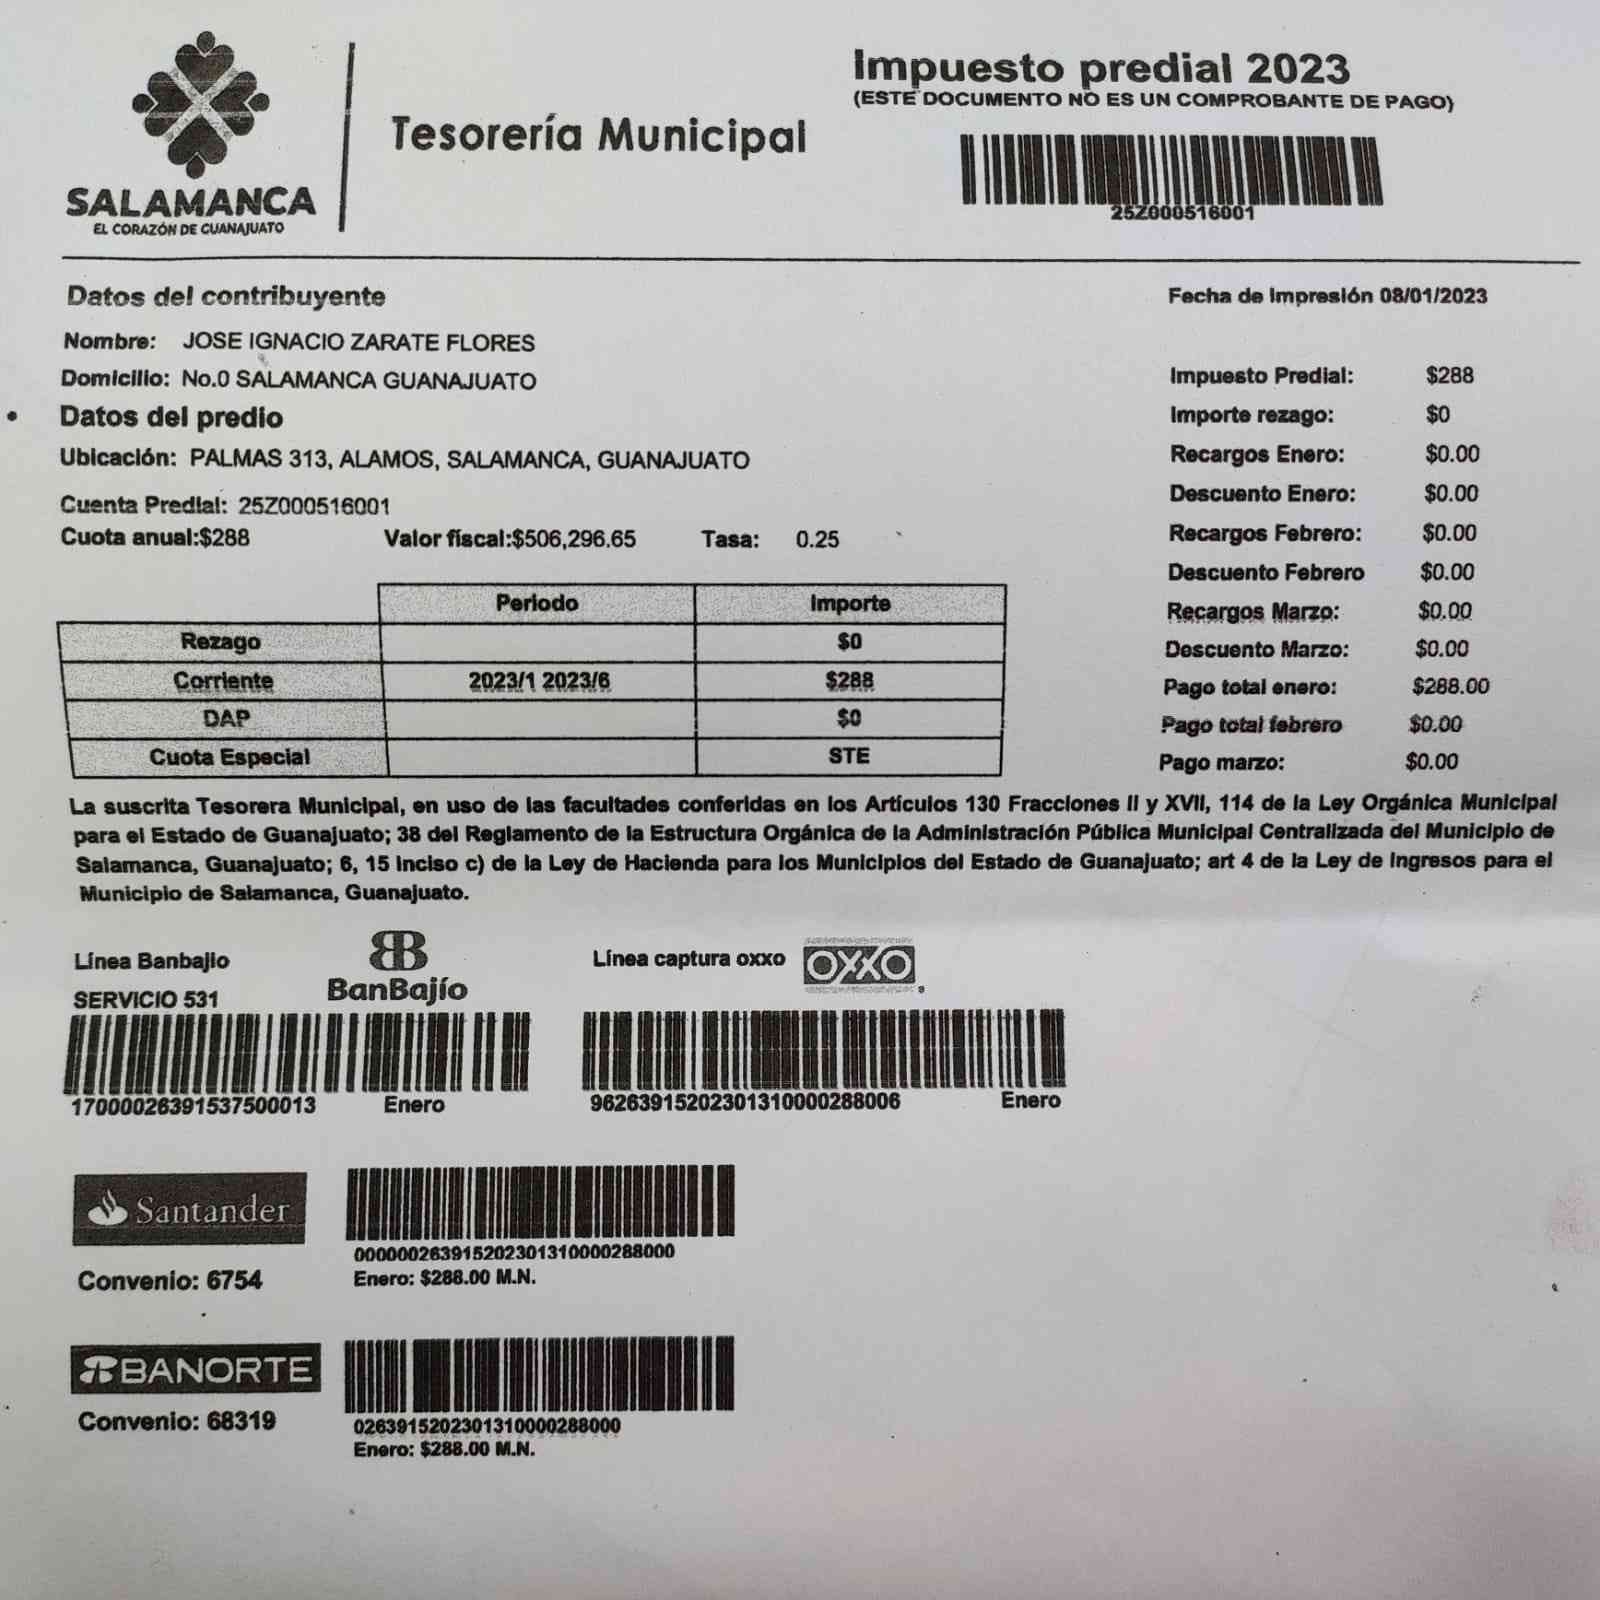 SALAMANCA
EL CORAZÓN DE GUANAJUATO
Tesorería Municipal
Impuesto predial 2023
(ESTE DOCUMENTO NO ES UN COMPROBANTE DE PAGO)
25Z000516001
Datos del contribuyente
Fecha de impresión 08/01/2023
Nombre: JOSE IGNACIO ZARATE FLORES
Domicilio: No.0 SALAMANCA GUANAJUATO
Datos del predio
Ubicación: PALMAS 313, ALAMOS, SALAMANCA, GUANAJUATO
Cuenta Predial: 25Z000516001
Cuota anual:$288 Valor fiscal:$506,296.65 Tasa: 0.25
Impuesto Predial: $288
Importe rezago: $0
Recargos Enero: $0.00
Descuento Enero: $0.00
Recargos Febrero: $0.00
Descuento Febrero $0.00
Recargos Marzo: $0.00
Descuento Marzo: $0.00
Pago total enero: $288.00
Pago total febrero $0.00
Pago marzo: $0.00
Periodo Importe
Rezago $0
Corriente 2023/1 2023/6 $288
DAP $0
Cuota Especial STE
La suscrita Tesorera Municipal, en uso de las facultades conferidas en los Artículos 130 Fracciones II y XVII, 114 de la Ley Orgánica Municipal
para el Estado de Guanajuato; 38 del Reglamento de la Estructura Orgánica de la Administración Pública Municipal Centralizada del Municipio de
Salamanca, Guanajuato; 6, 15 inciso c) de la Ley de Hacienda para los Municipios del Estado de Guanajuato; art 4 de la Ley de Ingresos para el
Municipio de Salamanca, Guanajuato.
Línea Banbajio
SERVICIO 531
BanBajío
17000026391537500013 Enero
Línea captura oxxo OXXO
96263915202301310000288006 Enero
Santander
Convenio: 6754
000000263915202301310000288000
Enero: $288.00 M.N.
BANORTE
Convenio: 68319
0263915202301310000288000
Enero: $288.00 M.N.